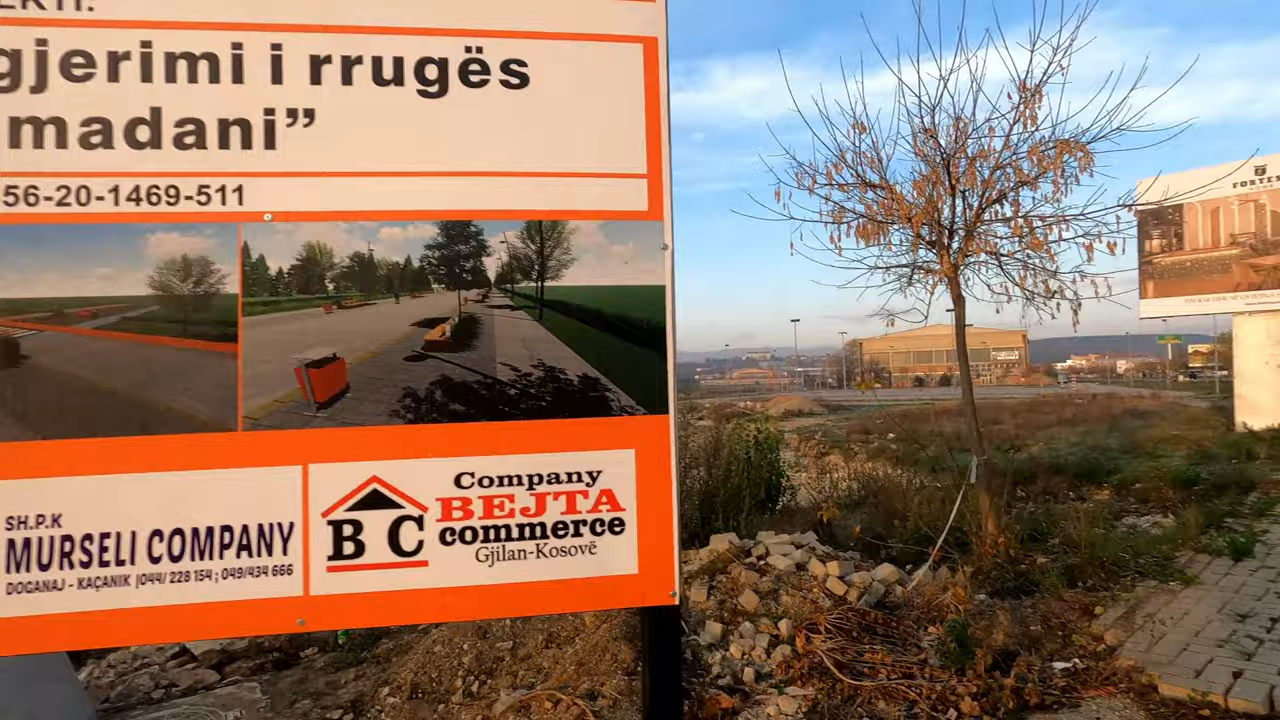 gjerimi i rrugës
madani”
56-20-1469-511
SH.P.K
MURSELI COMPANY
DOGANAJ - KAÇANIK |044/ 228 154 ; 049/434 666
B C
Company
BEJTA
commerce
Gjilan-Kosovë